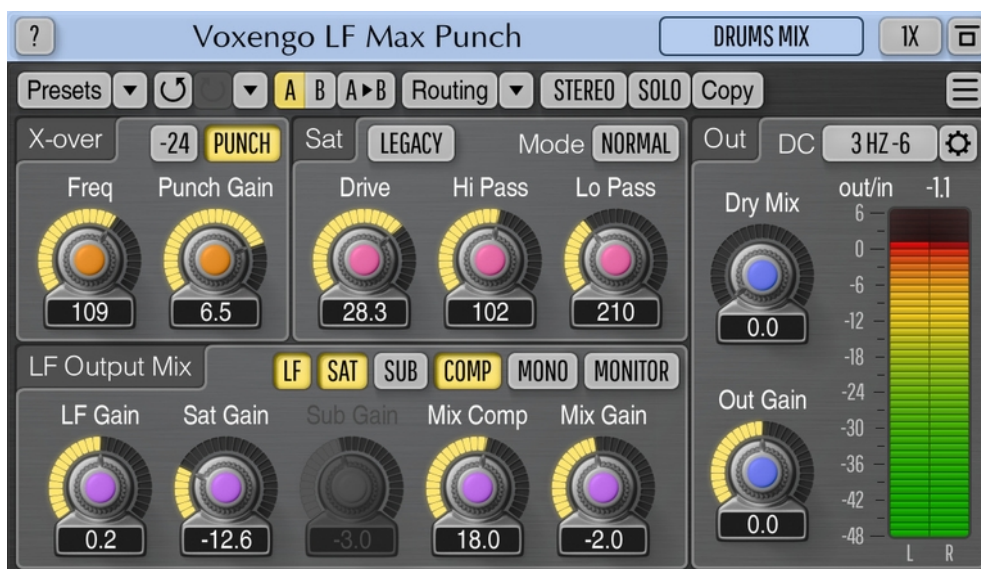 ? Voxengo LF Max Punch DRUMS MIX 1X
Presets A B A▸B Routing STEREO SOLO Copy
X-over -24 PUNCH
Freq Punch Gain
109 6.5
Sat LEGACY Mode NORMAL
Drive Hi Pass Lo Pass
28.3 102 210
Out DC 3 HZ -6
out/in -1.1
Dry Mix
0.0
Out Gain
0.0
6
0
-6
-12
-18
-24
-30
-36
-42
-48
L R
LF Output Mix LF SAT SUB COMP MONO MONITOR
LF Gain Sat Gain Sub Gain Mix Comp Mix Gain
0.2 -12.6 -3.0 18.0 -2.0